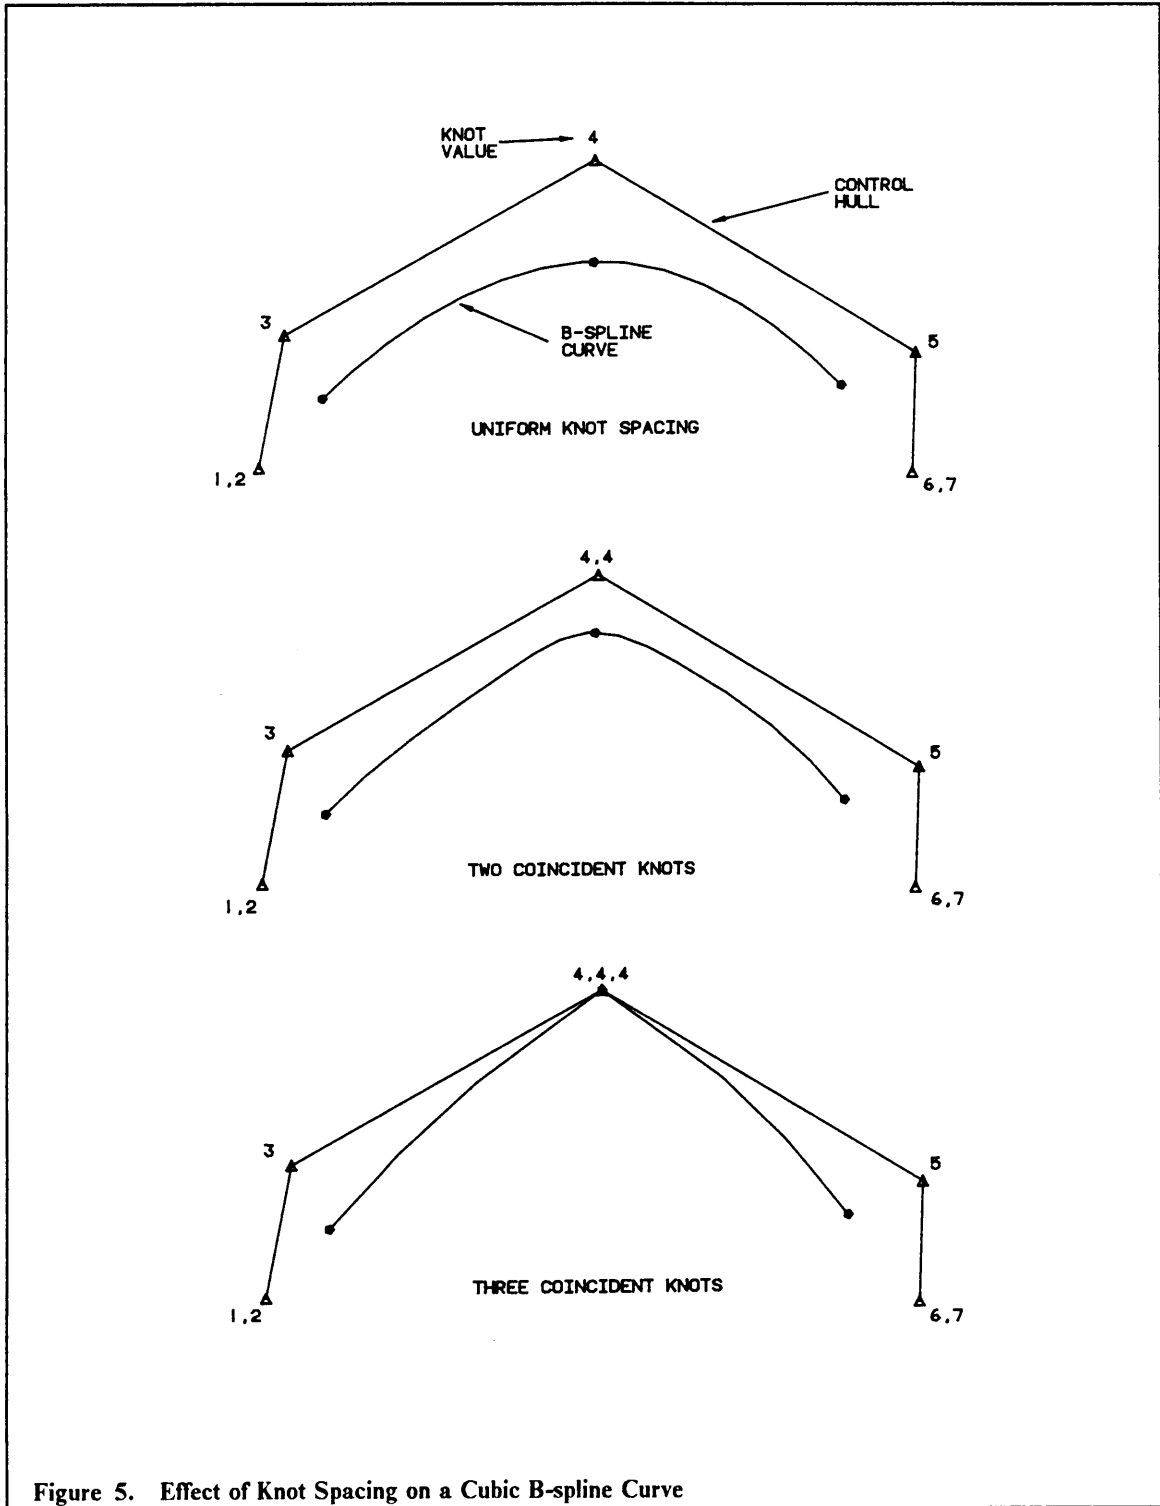 KNOT
VALUE
4
CONTROL
HULL
3
B-SPLINE
CURVE
5
UNIFORM KNOT SPACING
1,2
6,7
4,4
3
5
TWO COINCIDENT KNOTS
1,2
6,7
4,4,4
3
5
THREE COINCIDENT KNOTS
1,2
6,7
Figure 5. Effect of Knot Spacing on a Cubic B-spline Curve